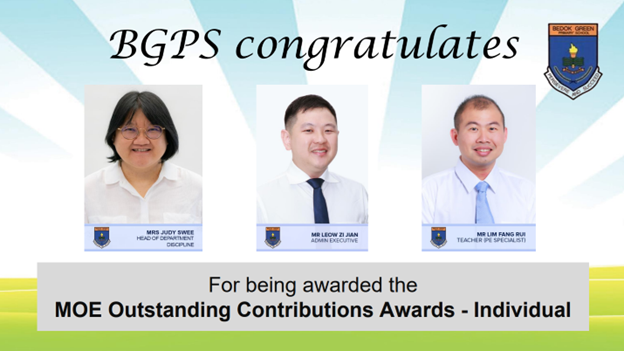 BGPS congratulates
BEDOK GREEN
PRIMARY SCHOOL
MRS JUDY SWEE
HEAD OF DEPARTMENT
DISCIPLINE
MR LEOW ZI JIAN
ADMIN EXECUTIVE
MR LIM FANG RUI
TEACHER (PE SPECIALIST)
For being awarded the
MOE Outstanding Contributions Awards - Individual